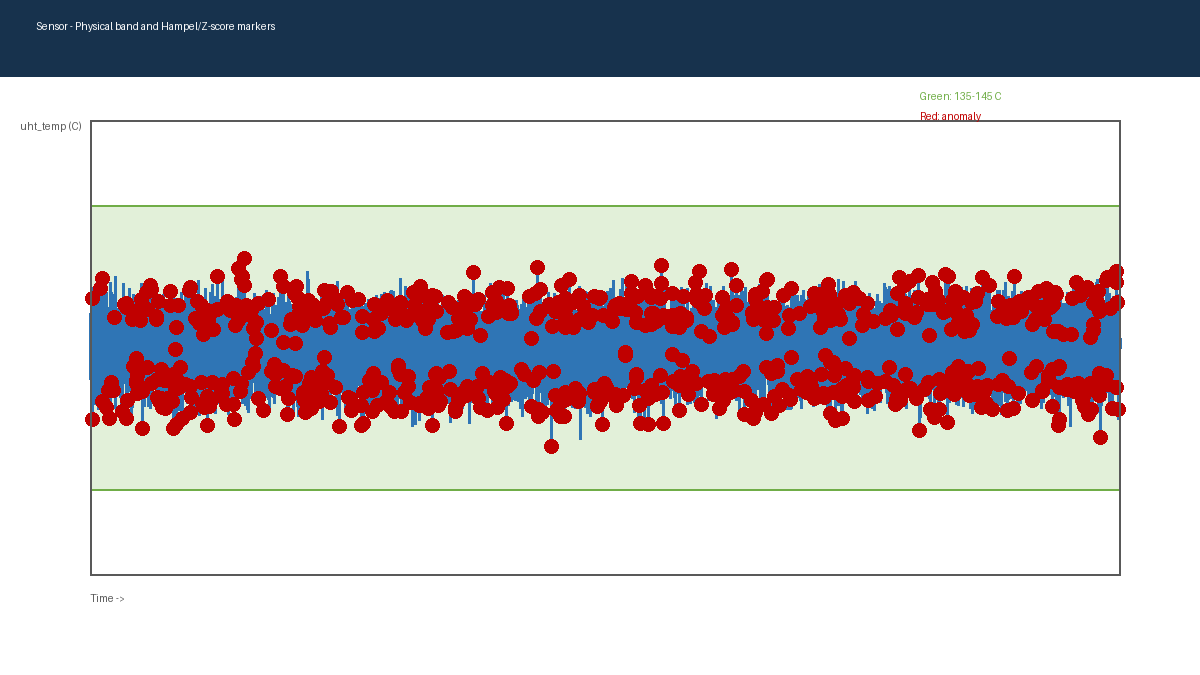 Sensor - Physical band and Hampel/Z-score markers
Green: 135-145 C
Red: anomaly
uht_temp (C)
Time ->